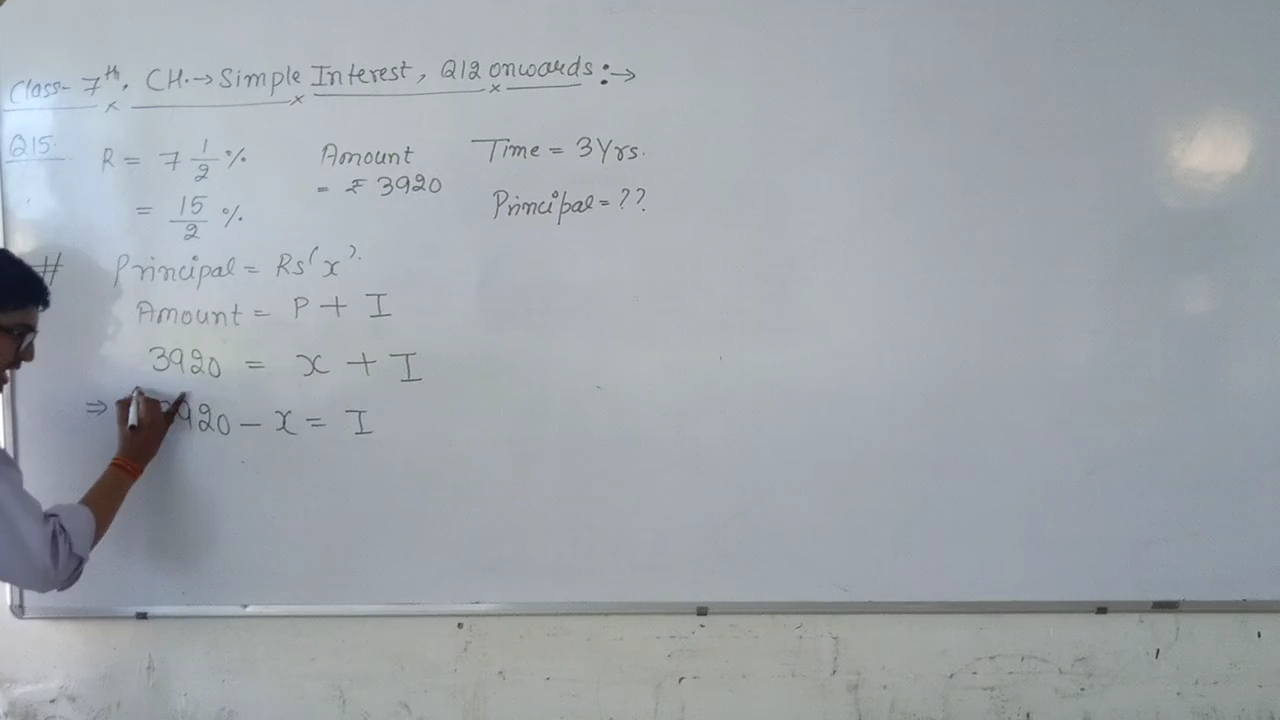 Class- 7th, CH.→ Simple Interest, Q12 onwards :→
Q15. R = 7 1/2 % Amount = ₹ 3920 Time = 3 Yrs.
= 15/2 % Principal = ??
# Principal = Rs 'x'.
Amount = P + I
3920 = x + I
⇒ 3920 - x = I